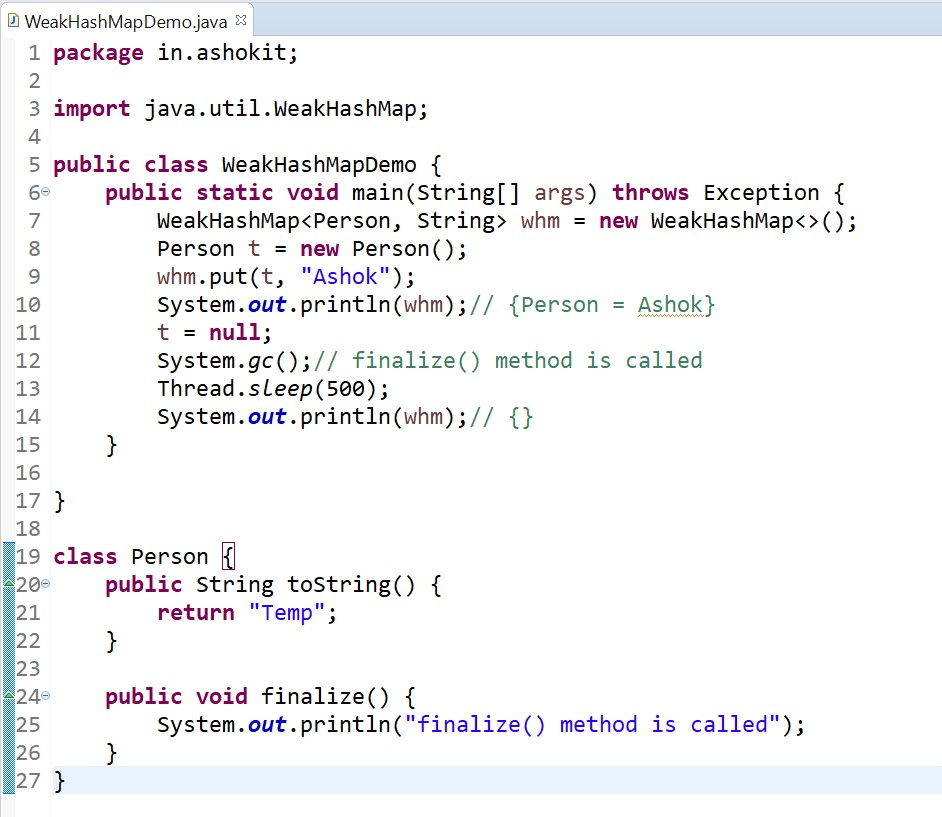 WeakHashMapDemo.java
1 package in.ashokit;
2
3 import java.util.WeakHashMap;
4
5 public class WeakHashMapDemo {
6 public static void main(String[] args) throws Exception {
7 WeakHashMap<Person, String> whm = new WeakHashMap<>();
8 Person t = new Person();
9 whm.put(t, "Ashok");
10 System.out.println(whm);// {Person = Ashok}
11 t = null;
12 System.gc();// finalize() method is called
13 Thread.sleep(500);
14 System.out.println(whm);// {}
15 }
16
17 }
18
19 class Person {
20 public String toString() {
21 return "Temp";
22 }
23
24 public void finalize() {
25 System.out.println("finalize() method is called");
26 }
27 }